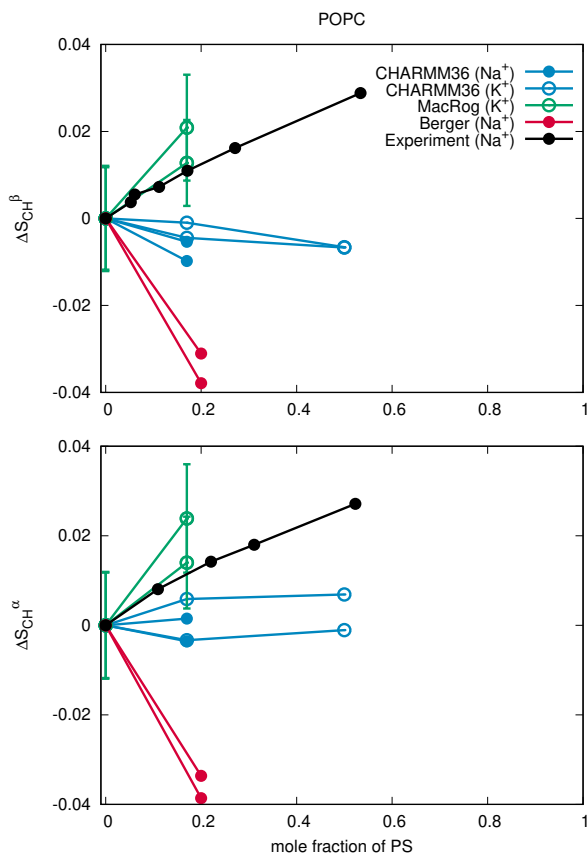 POPC
0.04
0.02
0
-0.02
-0.04
ΔS_CH^β
CHARMM36 (Na⁺)
CHARMM36 (K⁺)
MacRog (K⁺)
Berger (Na⁺)
Experiment (Na⁺)
0 0.2 0.4 0.6 0.8 1
0.04
0.02
0
-0.02
-0.04
ΔS_CH^α
0 0.2 0.4 0.6 0.8 1
mole fraction of PS